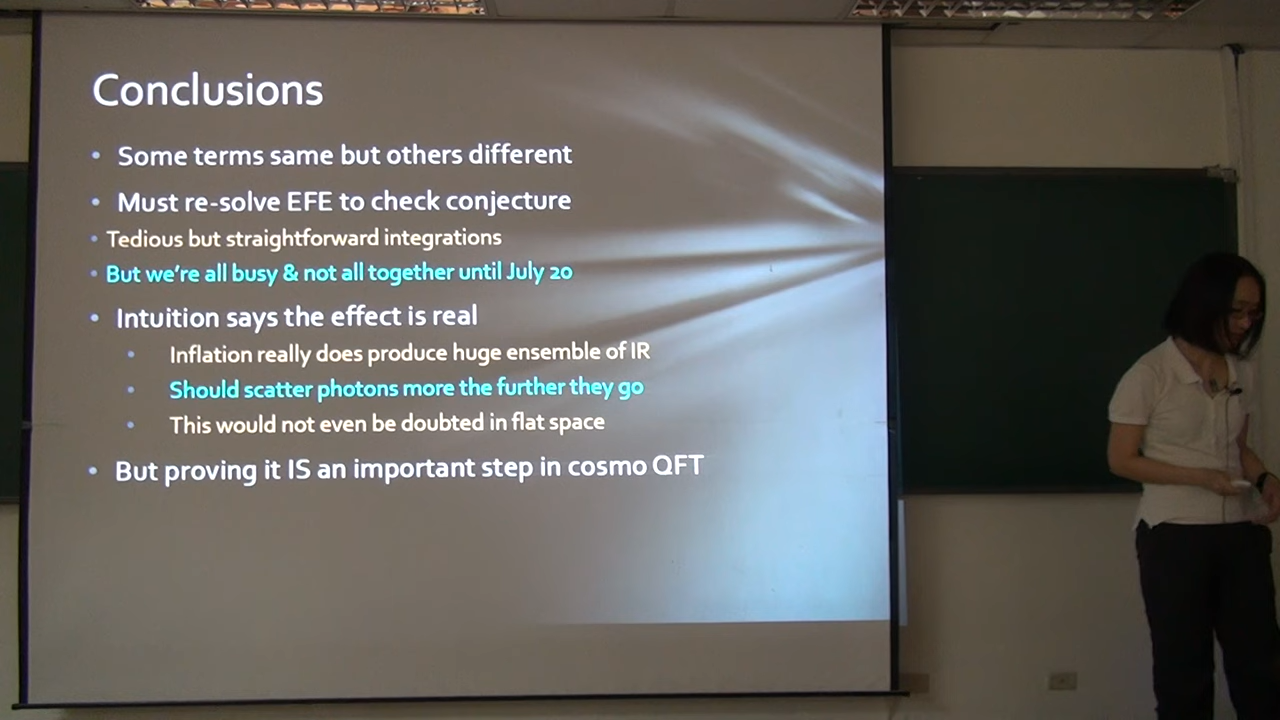 Conclusions
• Some terms same but others different
• Must re-solve EFE to check conjecture
• Tedious but straightforward integrations
• But we're all busy & not all together until July 20
• Intuition says the effect is real
• Inflation really does produce huge ensemble of IR
• Should scatter photons more the further they go
• This would not even be doubted in flat space
• But proving it IS an important step in cosmo QFT